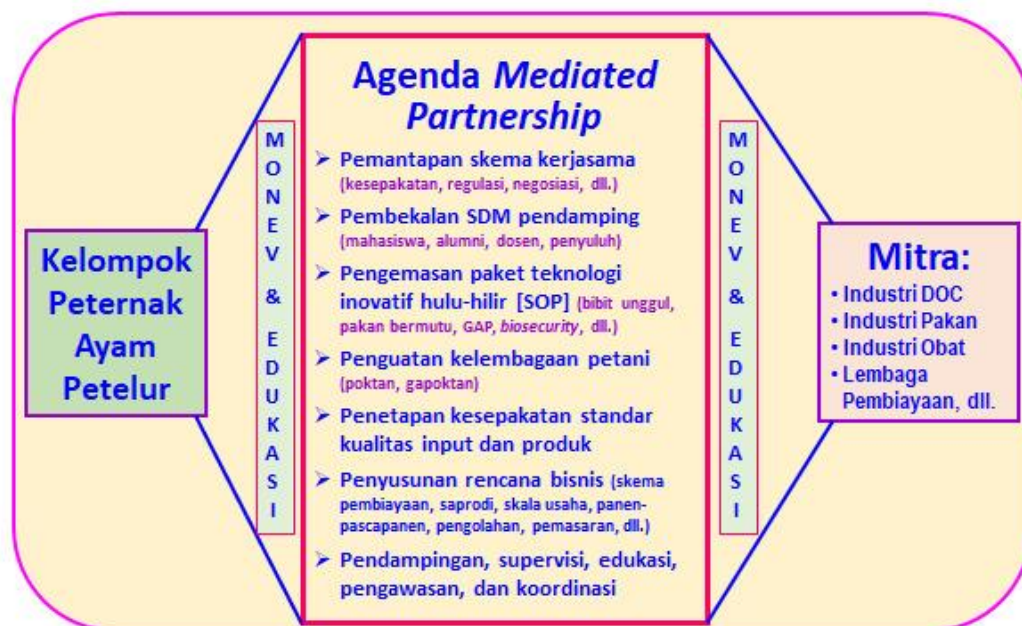 Kelompok
Peternak
Ayam
Petelur
MONEV & EDUKASI
Agenda Mediated
Partnership
➢ Pemantapan skema kerjasama
(kesepakatan, regulasi, negosiasi, dll.)
➢ Pembekalan SDM pendamping
(mahasiswa, alumni, dosen, penyuluh)
➢ Pengemasan paket teknologi
inovatif hulu-hilir [SOP] (bibit unggul,
pakan bermutu, GAP, biosecurity, dll.)
➢ Penguatan kelembagaan petani
(poktan, gapoktan)
➢ Penetapan kesepakatan standar
kualitas input dan produk
➢ Penyusunan rencana bisnis (skema
pembiayaan, saprodi, skala usaha, panen-
pascapanen, pengolahan, pemasaran, dll.)
➢ Pendampingan, supervisi, edukasi,
pengawasan, dan koordinasi
MONEV & EDUKASI
Mitra:
• Industri DOC
• Industri Pakan
• Industri Obat
• Lembaga
Pembiayaan, dll.